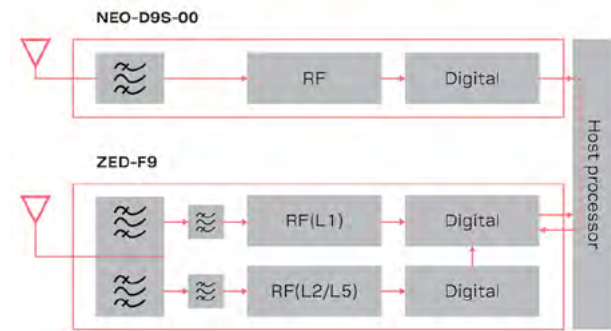 NEO-D9S-00
RF
Digital
Host processor
ZED-F9
RF(L1)
Digital
RF(L2/L5)
Digital